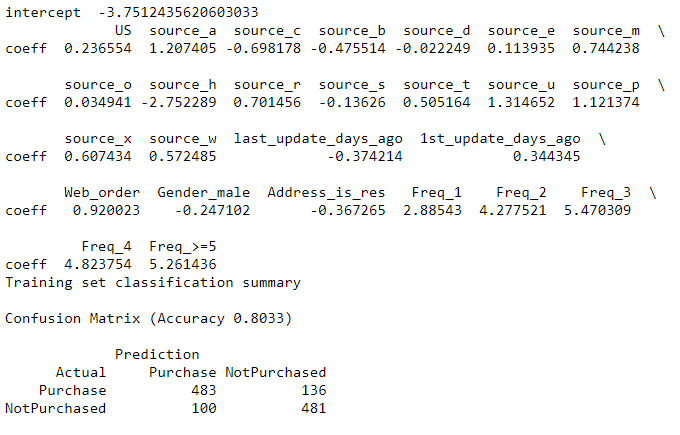 intercept  -3.7512435620603033
             US  source_a  source_c  source_b  source_d  source_e  source_m  \
coeff  0.236554  1.207405 -0.698178 -0.475514 -0.022249  0.113935  0.744238

       source_o  source_h  source_r  source_s  source_t  source_u  source_p  \
coeff  0.034941 -2.752289  0.701456  -0.13626  0.505164  1.314652  1.121374

       source_x  source_w  last_update_days_ago  1st_update_days_ago  \
coeff  0.607434  0.572485             -0.374214             0.344345

       Web_order  Gender_male  Address_is_res   Freq_1    Freq_2    Freq_3  \
coeff   0.920023    -0.247102       -0.367265  2.88543  4.277521  5.470309

         Freq_4  Freq_>=5
coeff  4.823754  5.261436
Training set classification summary

Confusion Matrix (Accuracy 0.8033)

             Prediction
      Actual     Purchase NotPurchased
    Purchase          483          136
NotPurchased          100          481